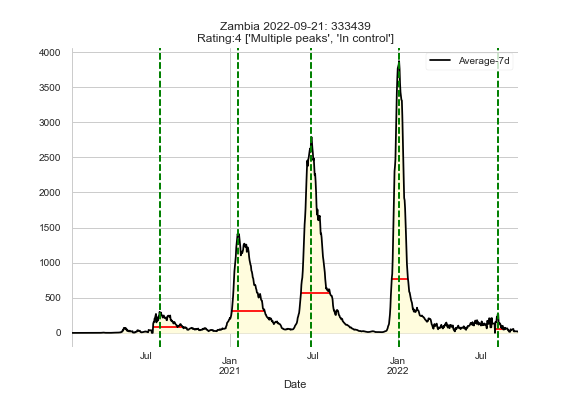 Zambia 2022-09-21: 333439
Rating:4 ['Multiple peaks', 'In control']
4000
3500
3000
2500
2000
1500
1000
500
0
Average-7d
Jul
Jan
2021
Jul
Jan
2022
Jul
Date